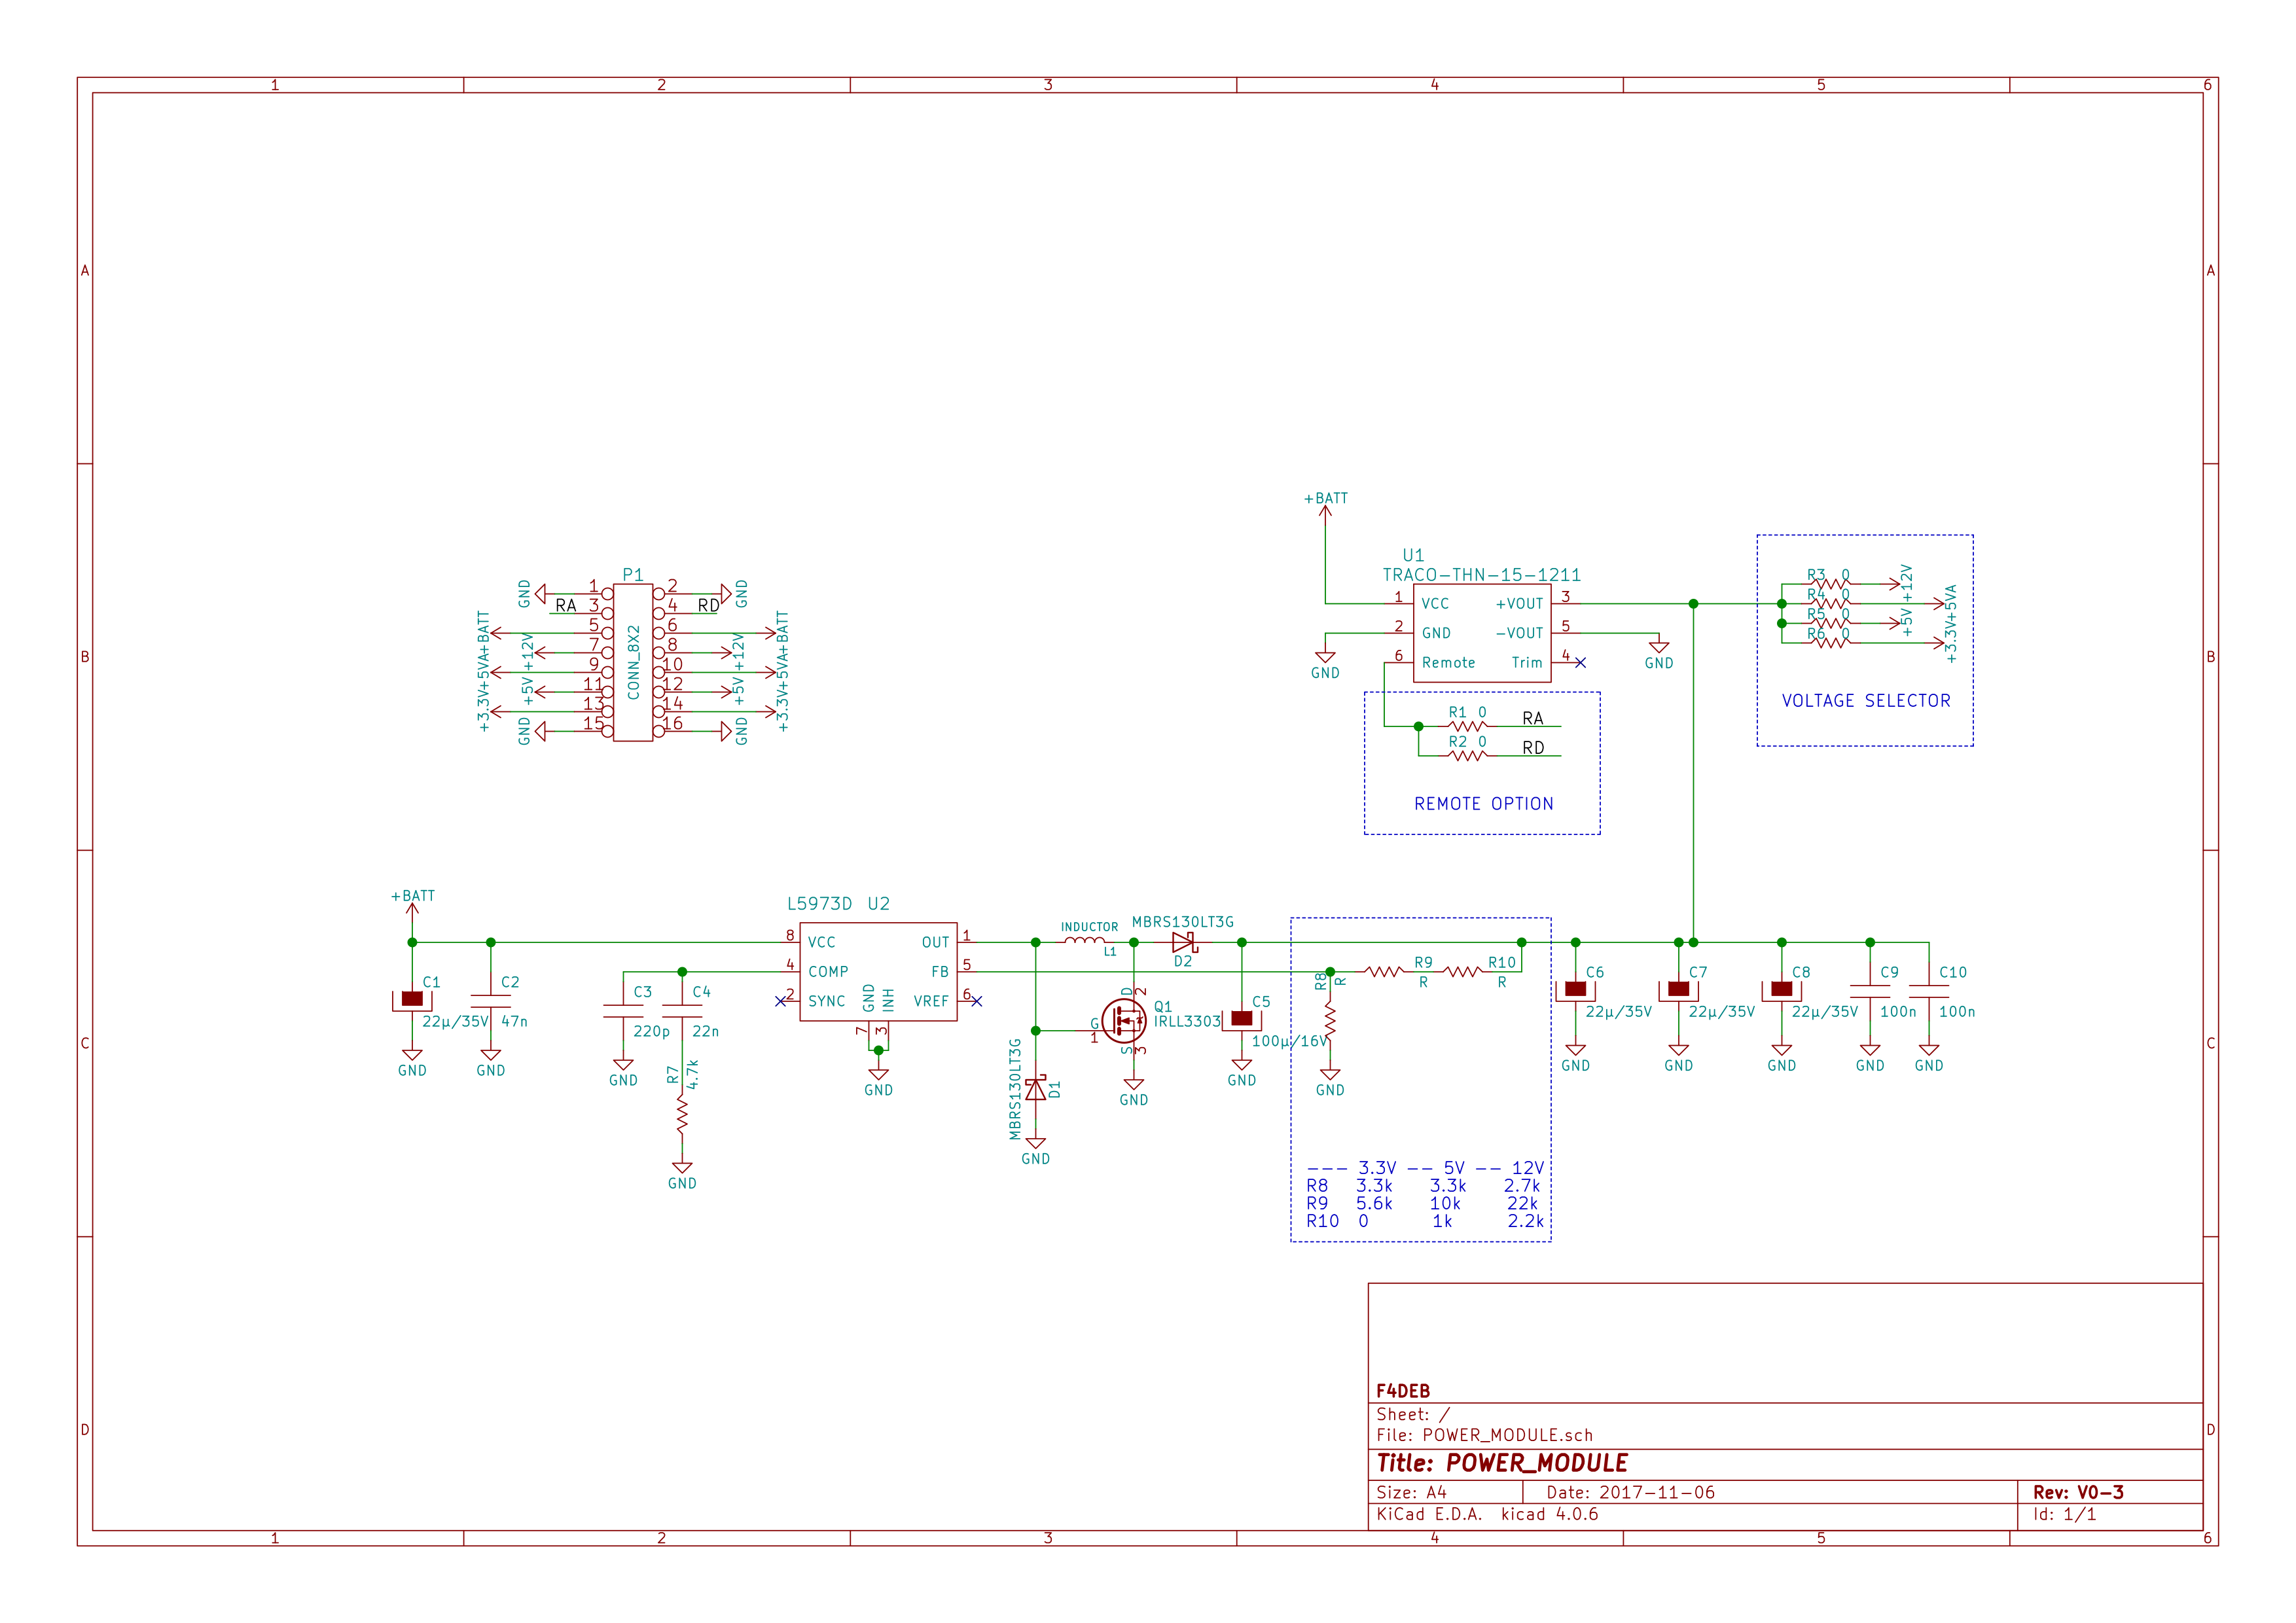 1 2 3 4 5 6
A A
B B
C C
D D
+BATT
U1
TRACO-THN-15-1211
1 VCC +VOUT 3
2 GND -VOUT 5
6 Remote Trim 4
GND
GND
R1 0 RA
R2 0 RD
REMOTE OPTION
R3 0 +12V
R4 0 +5VA
R5 0 +5V
R6 0 +3.3V
VOLTAGE SELECTOR
P1
CONN_8X2
GND 1 2 GND
RA 3 4 RD
+BATT 5 6 +BATT
+12V 7 8 +12V
+5VA 9 10 +5VA
+5V 11 12 +5V
+3.3V 13 14 +3.3V
GND 15 16 GND
+BATT
C1
22µ/35V
GND
C2
47n
GND
C3
220p
GND
C4
22n
R7
4.7k
GND
L5973D U2
8 VCC OUT 1
4 COMP FB 5
2 SYNC VREF 6
GND INH
7 3
GND
INDUCTOR
L1
MBRS130LT3G
D2
MBRS130LT3G
D1
GND
Q1
IRLL3303
D 2
G 1
S 3
GND
C5
100µ/16V
GND
R8
R
GND
R9
R
R10
R
--- 3.3V -- 5V -- 12V
R8 3.3k 3.3k 2.7k
R9 5.6k 10k 22k
R10 0 1k 2.2k
C6
22µ/35V
GND
C7
22µ/35V
GND
C8
22µ/35V
GND
C9
100n
GND
C10
100n
GND
F4DEB
Sheet: /
File: POWER_MODULE.sch
Title: POWER_MODULE
Size: A4 Date: 2017-11-06 Rev: V0-3
KiCad E.D.A. kicad 4.0.6 Id: 1/1
1 2 3 4 5 6